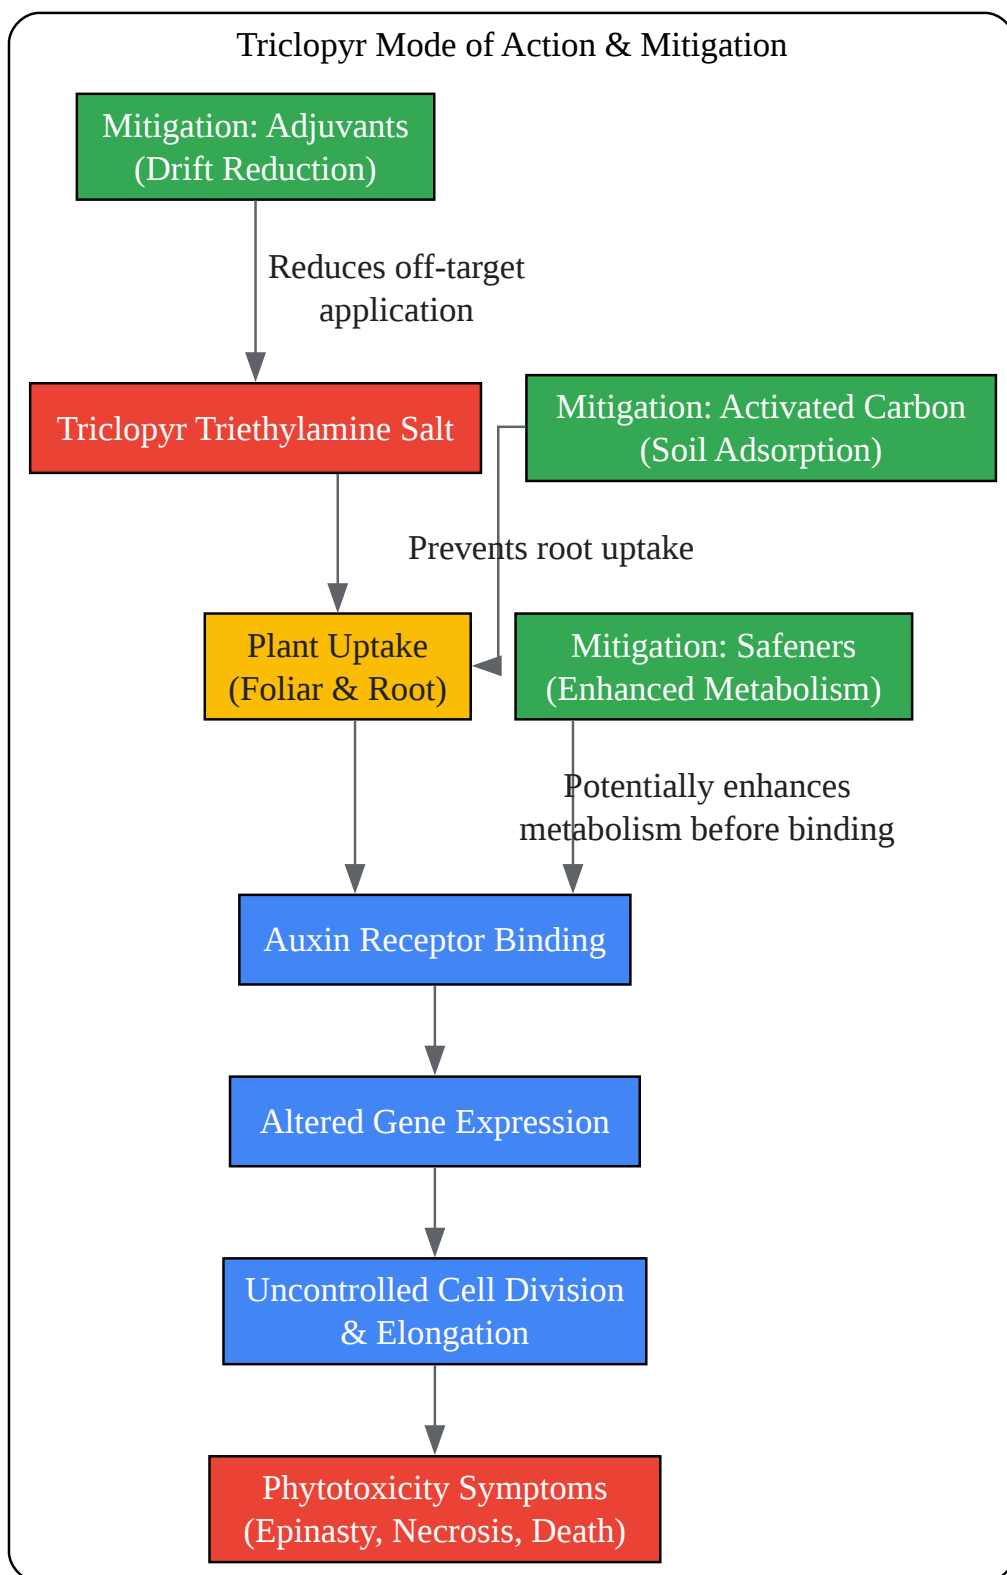 Triclopyr Mode of Action & Mitigation
Mitigation: Adjuvants
(Drift Reduction)
Reduces off-target
application
Triclopyr Triethylamine Salt
Mitigation: Activated Carbon
(Soil Adsorption)
Prevents root uptake
Plant Uptake
(Foliar & Root)
Mitigation: Safeners
(Enhanced Metabolism)
Potentially enhances
metabolism before binding
Auxin Receptor Binding
Altered Gene Expression
Uncontrolled Cell Division
& Elongation
Phytotoxicity Symptoms
(Epinasty, Necrosis, Death)